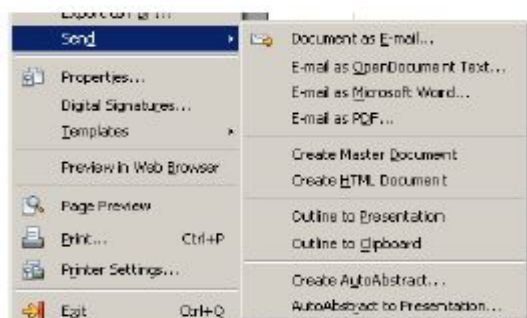 Send
Properties...
Digital Signatures...
Templates
Preview in Web Browser
Page Preview
Print... Ctrl+P
Printer Settings...
Exit Ctrl+Q
Document as E-mail...
E-mail as OpenDocument Text...
E-mail as Microsoft Word...
E-mail as PDF...
Create Master Document
Create HTML Document
Outline to Presentation
Outline to Clipboard
Create AutoAbstract...
AutoAbstract to Presentation...